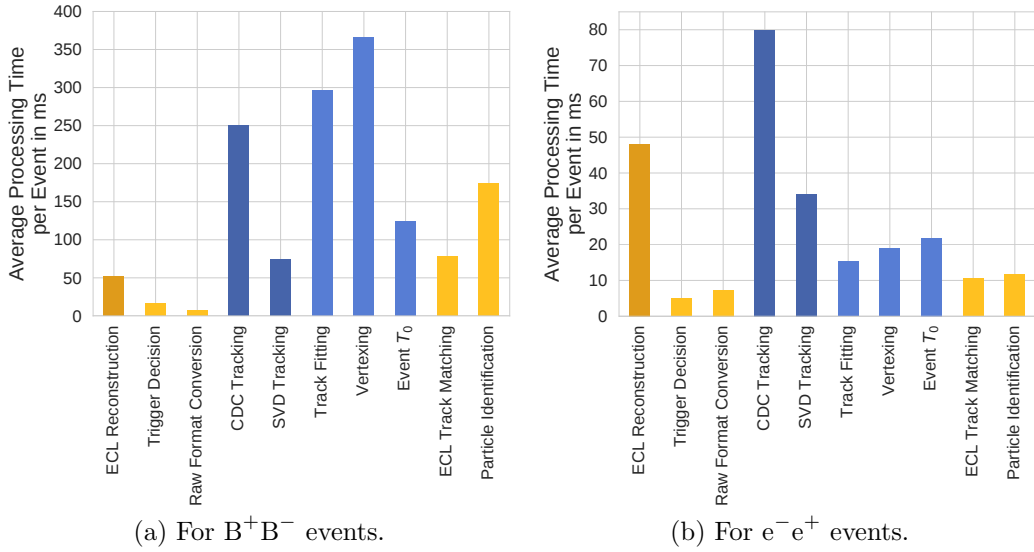 Average Processing Time
per Event in ms
400
350
300
250
200
150
100
50
0
ECL Reconstruction
Trigger Decision
Raw Format Conversion
CDC Tracking
SVD Tracking
Track Fitting
Vertexing
Event T₀
ECL Track Matching
Particle Identification
(a) For B⁺B⁻ events.
Average Processing Time
per Event in ms
80
70
60
50
40
30
20
10
0
ECL Reconstruction
Trigger Decision
Raw Format Conversion
CDC Tracking
SVD Tracking
Track Fitting
Vertexing
Event T₀
ECL Track Matching
Particle Identification
(b) For e⁻e⁺ events.